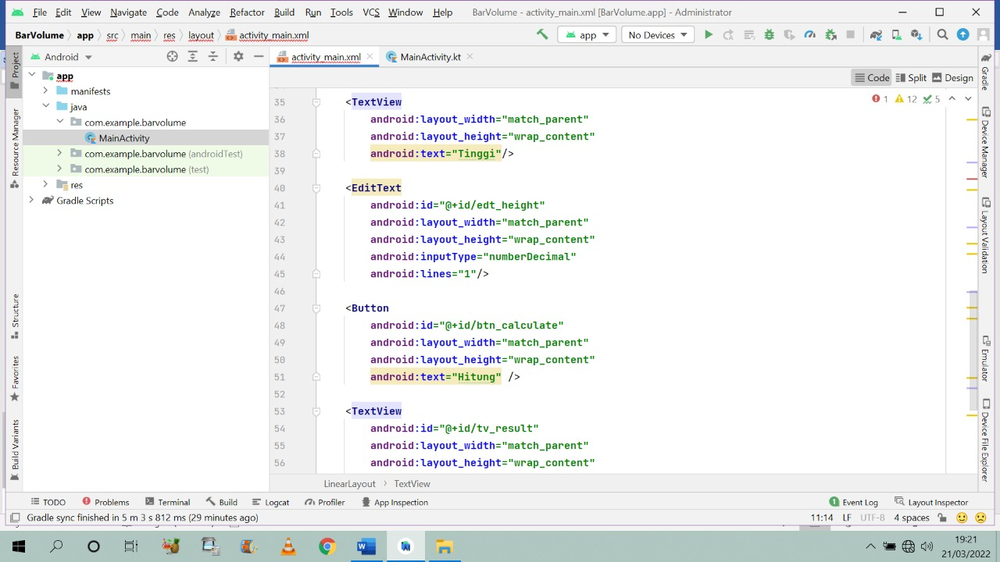 File Edit View Navigate Code Analyze Refactor Build Run Tools VCS Window Help BarVolume - activity_main.xml [BarVolume.app] - Administrator
BarVolume app src main res layout activity_main.xml app No Devices
Project
Android
activity_main.xml MainActivity.kt
Code Split Design
app
manifests
java
com.example.barvolume
MainActivity
com.example.barvolume (androidTest)
com.example.barvolume (test)
res
Gradle Scripts
Resource Manager
Structure
Favorites
Build Variants
1 12 5
35 <TextView
36 android:layout_width="match_parent"
37 android:layout_height="wrap_content"
38 android:text="Tinggi"/>
39
40 <EditText
41 android:id="@+id/edt_height"
42 android:layout_width="match_parent"
43 android:layout_height="wrap_content"
44 android:inputType="numberDecimal"
45 android:lines="1"/>
46
47 <Button
48 android:id="@+id/btn_calculate"
49 android:layout_width="match_parent"
50 android:layout_height="wrap_content"
51 android:text="Hitung" />
52
53 <TextView
54 android:id="@+id/tv_result"
55 android:layout_width="match_parent"
56 android:layout_height="wrap_content"
LinearLayout TextView
Gradle
Device Manager
Layout Validation
Emulator
Device File Explorer
TODO Problems Terminal Build Logcat Profiler App Inspection 1 Event Log Layout Inspector
Gradle sync finished in 5 m 3 s 812 ms (29 minutes ago) 11:14 LF UTF-8 4 spaces
19:21
21/03/2022